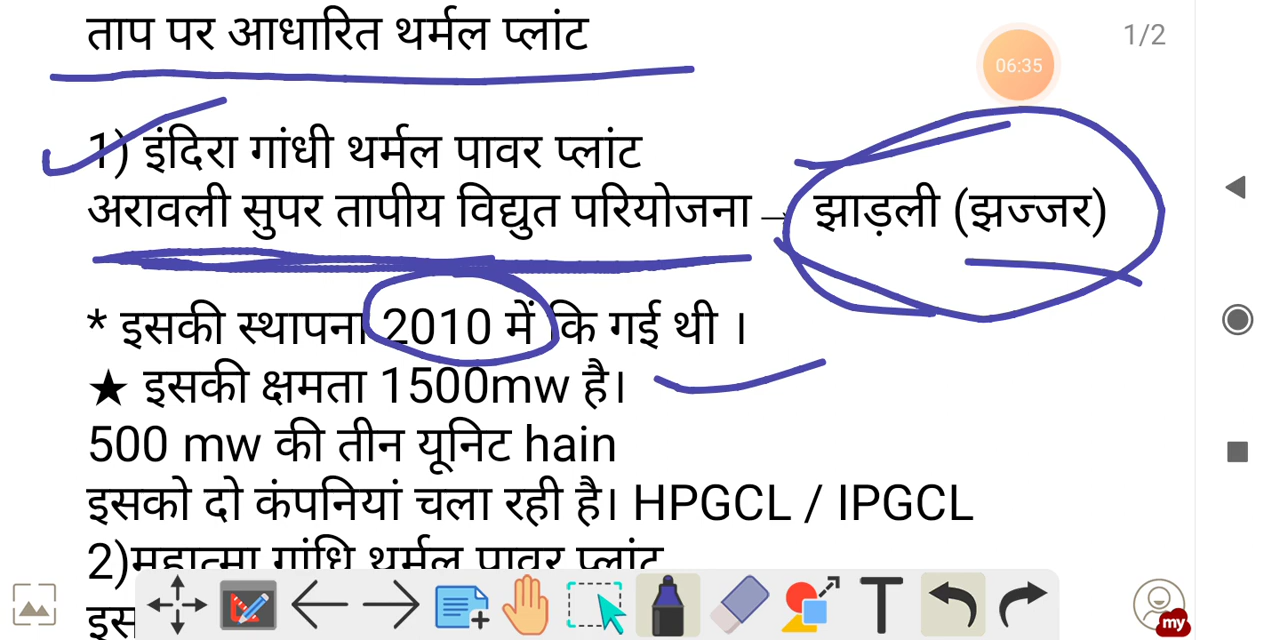 ताप पर आधारित थर्मल प्लांट
1/2
06:35
1) इंदिरा गांधी थर्मल पावर प्लांट
अरावली सुपर तापीय विद्युत परियोजना → झाड़ली (झज्जर)
* इसकी स्थापना 2010 में कि गई थी ।
★ इसकी क्षमता 1500mw है।
500 mw की तीन यूनिट hain
इसको दो कंपनियां चला रही है। HPGCL / IPGCL
2)महात्मा गांधि थर्मल पावर प्लांट
T
my